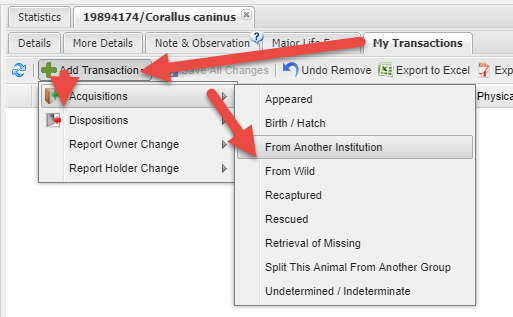 Statistics 19894174/Corallus caninus
Details More Details Note & Observation Major Life My Transactions
Add Transaction Save All Changes Undo Remove Export to Excel Exp
Acquisitions Physica
Appeared
Dispositions
Birth / Hatch
Report Owner Change
From Another Institution
Report Holder Change
From Wild
Recaptured
Rescued
Retrieval of Missing
Split This Animal From Another Group
Undetermined / Indeterminate